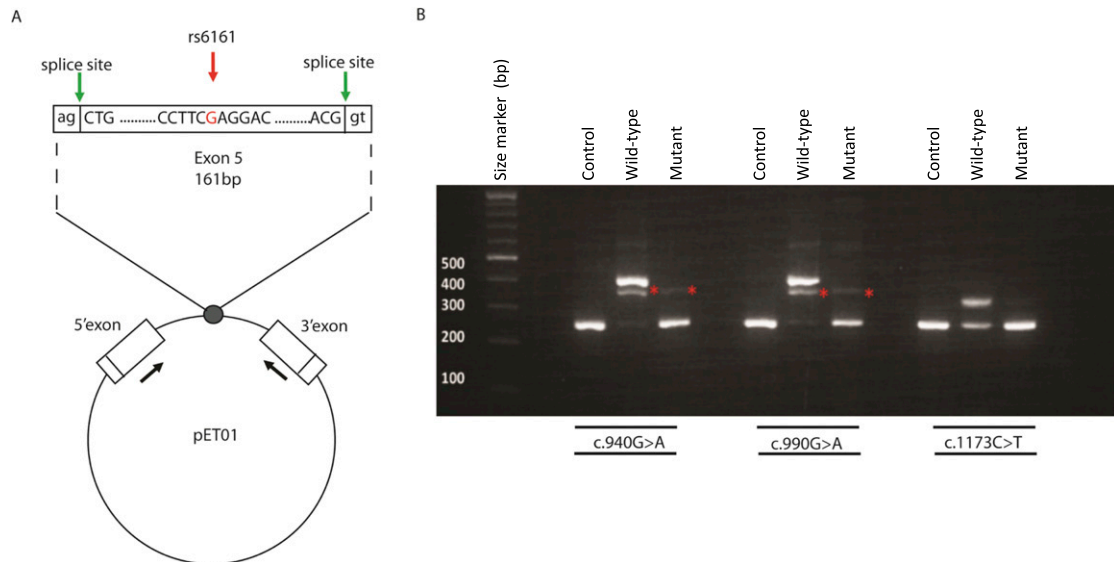 A
rs6161
splice site
splice site
ag CTG ..........CCTTCGAGGAC ..........ACG gt
Exon 5
161bp
5'exon
3'exon
pET01
B
Size marker (bp)
Control
Wild-type
Mutant
Control
Wild-type
Mutant
Control
Wild-type
Mutant
500
400
300
200
100
* * * *
c.940G>A
c.990G>A
c.1173C>T